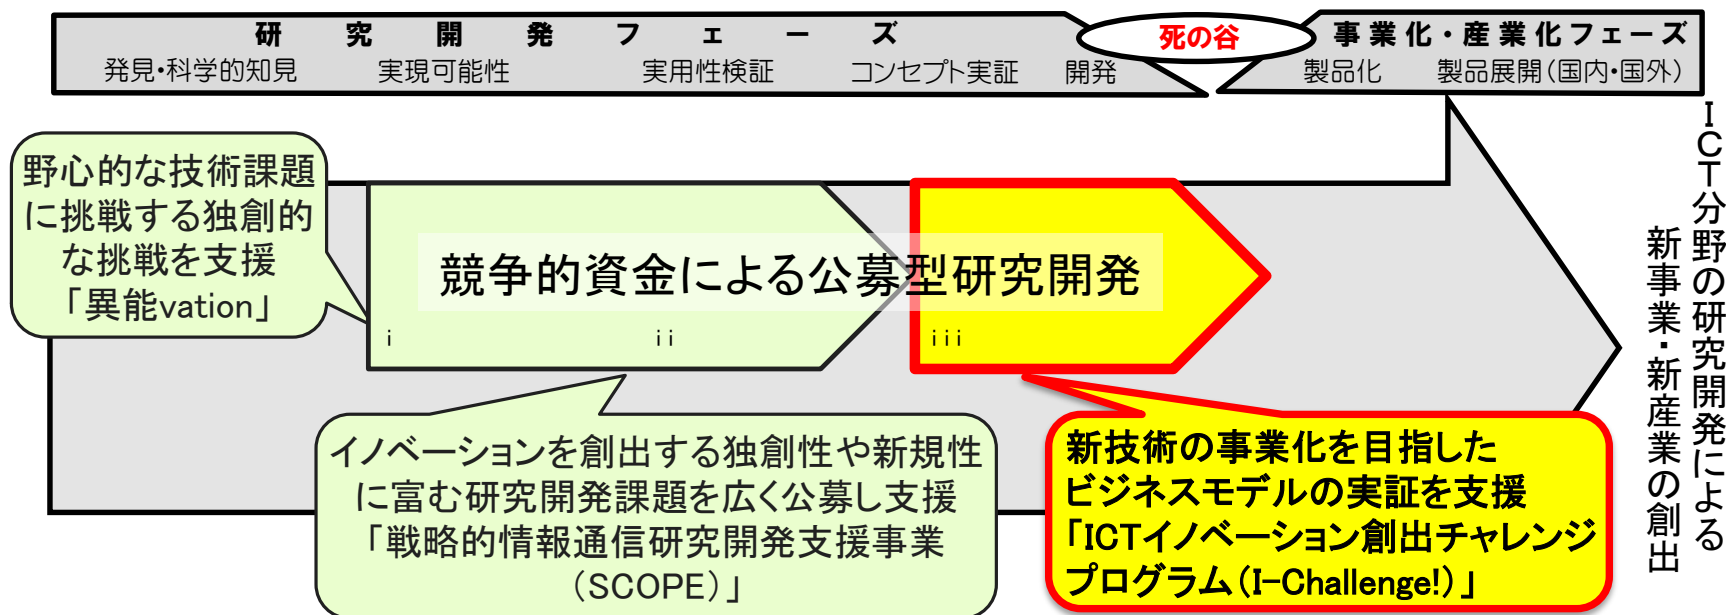 研究開発フェーズ
死の谷
事業化・産業化フェーズ
発見・科学的知見
実現可能性
実用性検証
コンセプト実証
開発
製品化
製品展開（国内・国外）
野心的な技術課題
に挑戦する独創的
な挑戦を支援
「異能vation」
競争的資金による公募型研究開発
i
ii
iii
イノベーションを創出する独創性や新規性
に富む研究開発課題を広く公募し支援
「戦略的情報通信研究開発支援事業
（SCOPE）」
新技術の事業化を目指した
ビジネスモデルの実証を支援
「ICTイノベーション創出チャレンジ
プログラム（I-Challenge!）」
ＩＣＴ分野の研究開発による
新事業・新産業の創出